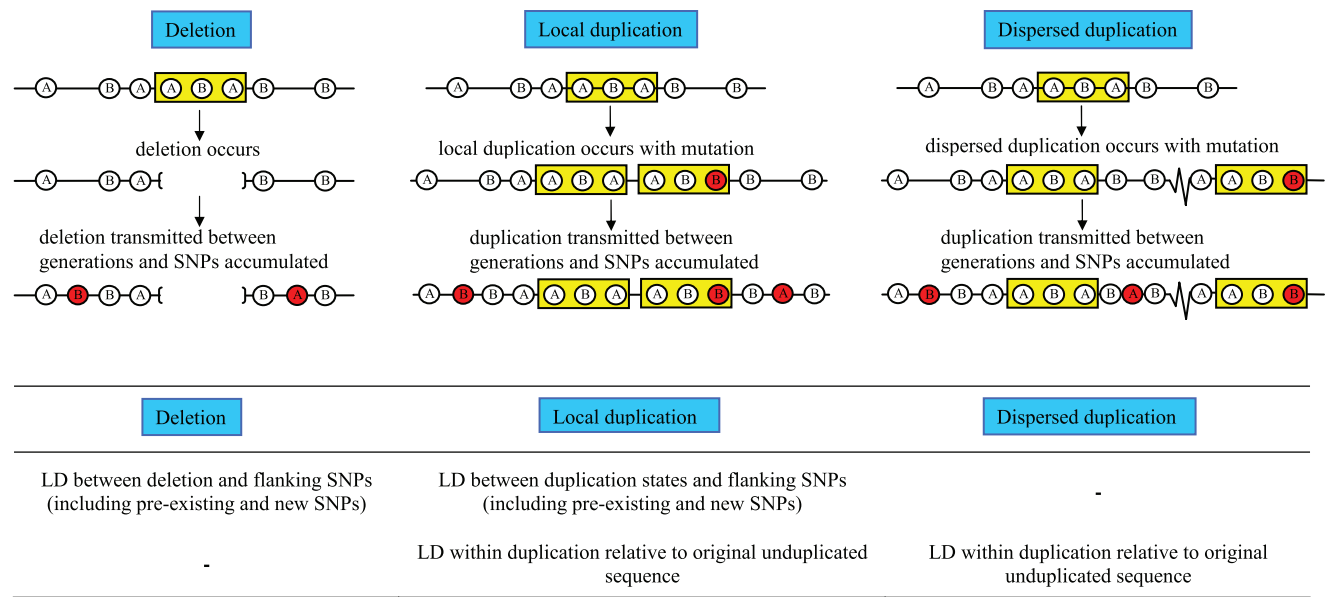 Deletion
Local duplication
Dispersed duplication
A B A A B A B B
A B A A B A B B
A B A A B A B B
deletion occurs
local duplication occurs with mutation
dispersed duplication occurs with mutation
A B A B B
A B A A B A A B B B B
A B A A B A B B A A B B
deletion transmitted between
generations and SNPs accumulated
duplication transmitted between
generations and SNPs accumulated
duplication transmitted between
generations and SNPs accumulated
A B B A B A B
A B B A A B A A B B B A B
A B B A A B A B A B A A B B
Deletion
Local duplication
Dispersed duplication
LD between deletion and flanking SNPs
(including pre-existing and new SNPs)
LD between duplication states and flanking SNPs
(including pre-existing and new SNPs)
-
-
LD within duplication relative to original unduplicated
sequence
LD within duplication relative to original
unduplicated sequence